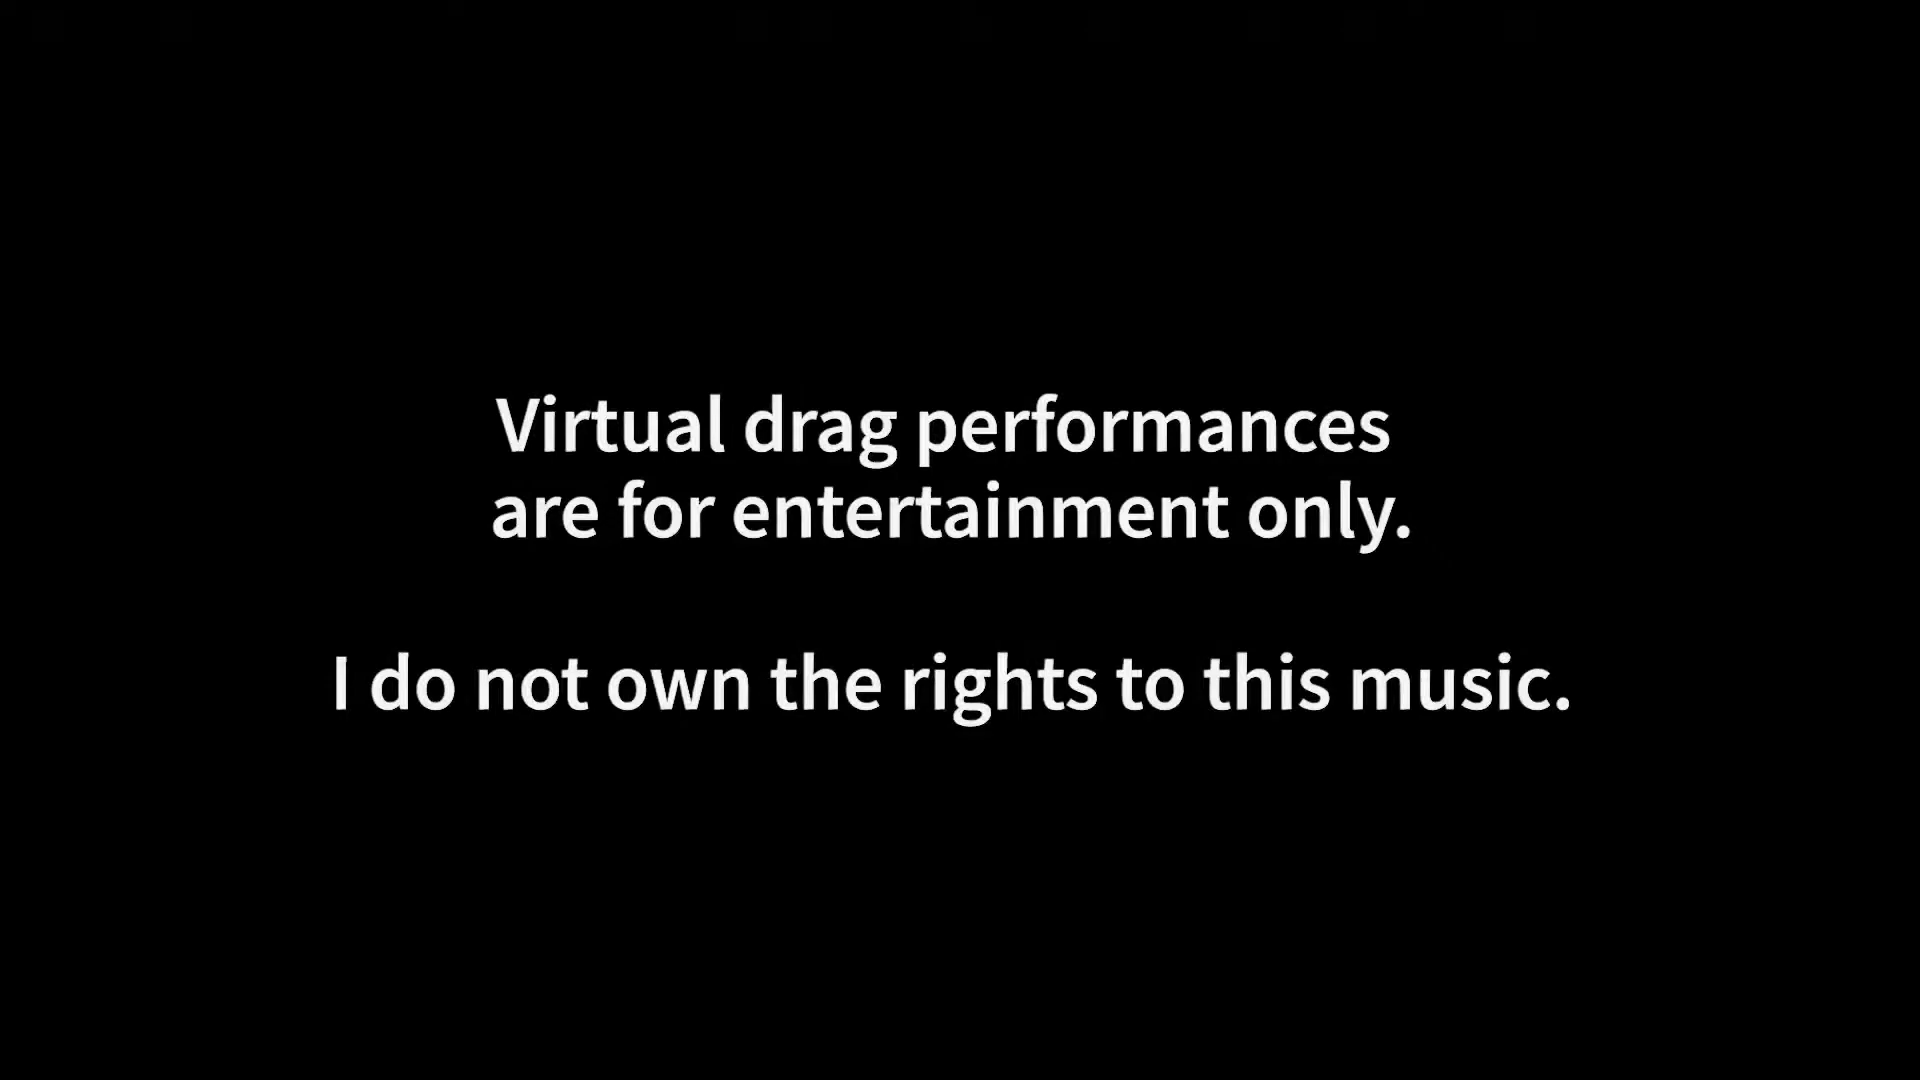 Virtual drag performances
are for entertainment only.
I do not own the rights to this music.